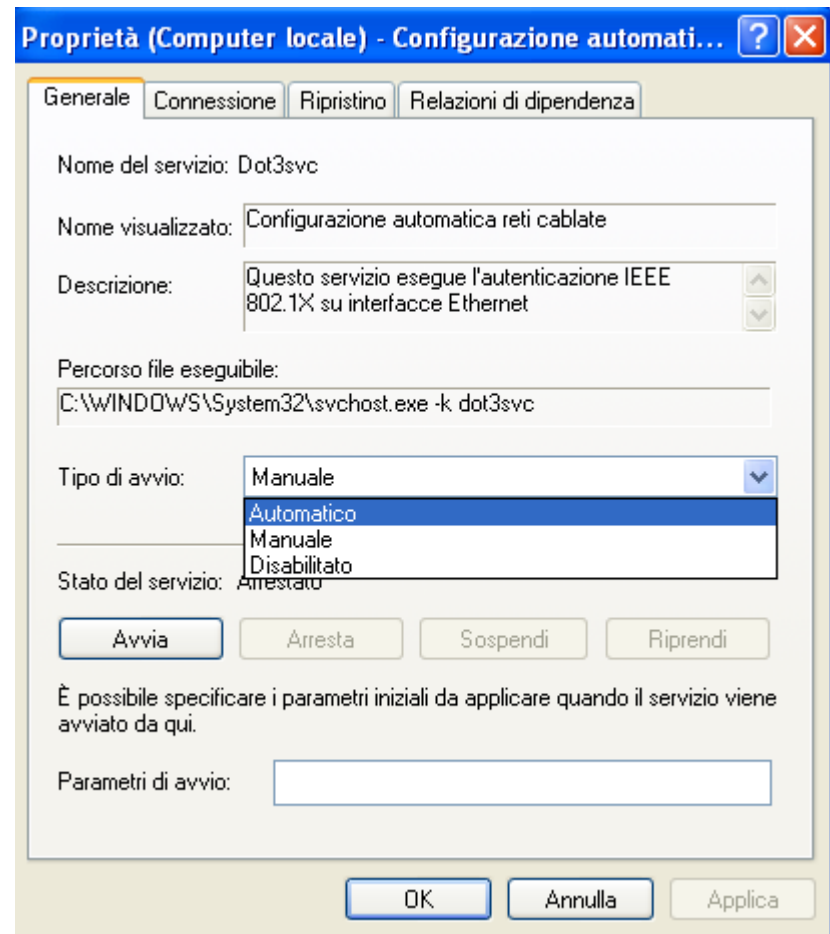 Proprietà (Computer locale) - Configurazione automati...
Generale Connessione Ripristino Relazioni di dipendenza
Nome del servizio: Dot3svc
Nome visualizzato: Configurazione automatica reti cablate
Descrizione: Questo servizio esegue l'autenticazione IEEE
802.1X su interfacce Ethernet
Percorso file eseguibile:
C:\WINDOWS\System32\svchost.exe -k dot3svc
Tipo di avvio: Manuale
Automatico
Manuale
Disabilitato
Stato del servizio: Arrestato
Avvia Arresta Sospendi Riprendi
È possibile specificare i parametri iniziali da applicare quando il servizio viene
avviato da qui.
Parametri di avvio:
OK Annulla Applica